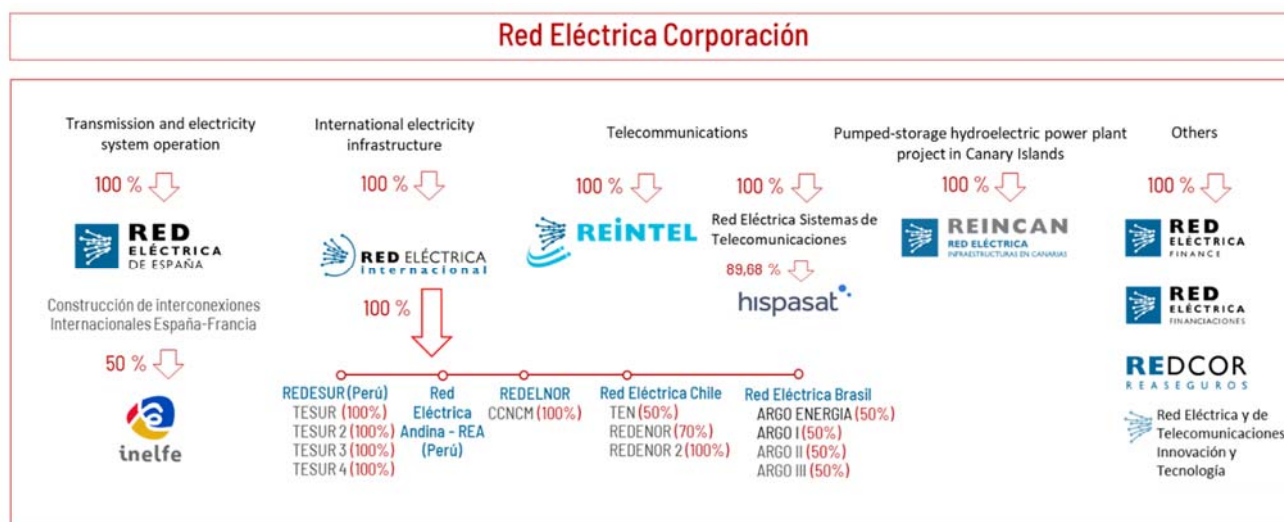 Red Eléctrica Corporación
Transmission and electricity
system operation
100 %
RED
ELÉCTRICA
DE ESPAÑA
Construcción de interconexiones
Internacionales España-Francia
50 %
inelfe
International electricity
infrastructure
100 %
RED ELÉCTRICA
internacional
100 %
REDESUR (Perú)
TESUR (100%)
TESUR 2 (100%)
TESUR 3 (100%)
TESUR 4 (100%)
Red
Eléctrica
Andina - REA
(Perú)
REDELNOR
CCNCM (100%)
Red Eléctrica Chile
TEN (50%)
REDENOR (70%)
REDENOR 2 (100%)
Red Eléctrica Brasil
ARGO ENERGIA (50%)
ARGO I (50%)
ARGO II (50%)
ARGO III (50%)
Telecommunications
100 %
REINTEL
100 %
Red Eléctrica Sistemas de
Telecomunicaciones
89,68 %
hispasat
Pumped-storage hydroelectric power plant
project in Canary Islands
100 %
REINCAN
RED ELÉCTRICA
INFRAESTRUCTURAS EN CANARIAS
Others
100 %
RED
ELÉCTRICA
FINANCE
RED
ELÉCTRICA
FINANCIACIONES
REDCOR
REASEGUROS
Red Eléctrica y de
Telecomunicaciones
Innovación y
Tecnología